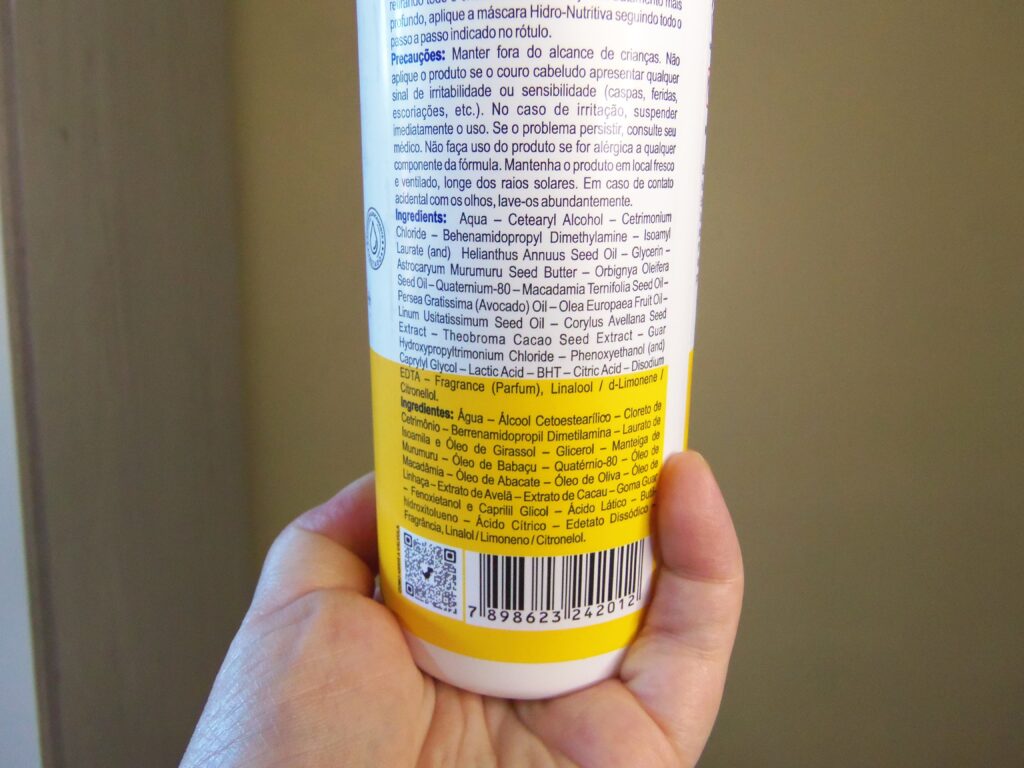 profundo, aplique a máscara Hidro-Nutritiva seguindo todo o
passo a passo indicado no rótulo.
Precauções: Manter fora do alcance de crianças. Não
aplique o produto se o couro cabeludo apresentar qualquer
sinal de irritabilidade ou sensibilidade (caspas, feridas,
escoriações, etc.). No caso de irritação, suspender
imediatamente o uso. Se o problema persistir, consulte seu
médico. Não faça uso do produto se for alérgica a qualquer
componente da fórmula. Mantenha o produto em local fresco
e ventilado, longe dos raios solares. Em caso de contato
acidental com os olhos, lave-os abundantemente.
Ingredients: Aqua – Cetearyl Alcohol – Cetrimonium
Chloride – Behenamidopropyl Dimethylamine – Isoamyl
Laurate (and) Helianthus Annuus Seed Oil – Glycerin –
Astrocaryum Murumuru Seed Butter – Orbignya Oleifera
Seed Oil – Quaternium-80 – Macadamia Ternifolia Seed Oil –
Persea Gratissima (Avocado) Oil – Olea Europaea Fruit Oil –
Linum Usitatissimum Seed Oil – Corylus Avellana Seed
Extract – Theobroma Cacao Seed Extract – Guar
Hydroxypropyltrimonium Chloride – Phenoxyethanol (and)
Caprylyl Glycol – Lactic Acid – BHT – Citric Acid – Disodium
EDTA – Fragrance (Parfum), Linalool / d-Limonene /
Citronellol.
Ingredientes: Água – Álcool Cetoestearílico – Cloreto de
Cetrimônio – Berrenamidopropil Dimetilamina – Laurato de
Isoamila e Óleo de Girassol – Glicerol – Manteiga de
Murumuru – Óleo de Babaçu – Quatérnio-80 – Óleo de
Macadâmia – Óleo de Abacate – Óleo de Oliva – Óleo de
Linhaça – Extrato de Avelã – Extrato de Cacau – Goma Guar
– Fenoxietanol e Caprilil Glicol – Ácido Lático – Butil
hidroxitolueno – Ácido Cítrico – Edetato Dissódico –
Fragrância, Linalol / Limoneno / Citronelol.
7 898623 242012